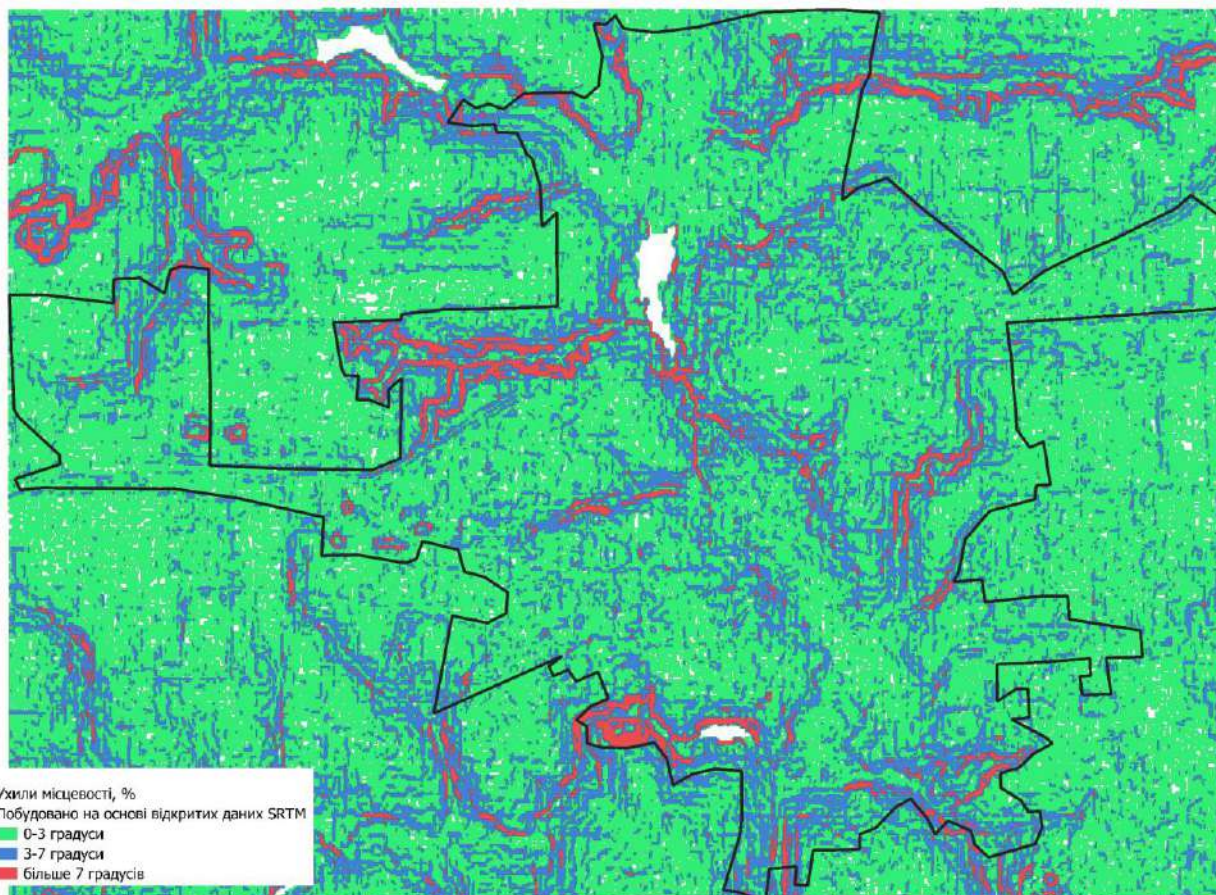 Ухили місцевості, %
Побудовано на основі відкритих даних SRTM
0-3 градуси
3-7 градуси
більше 7 градусів